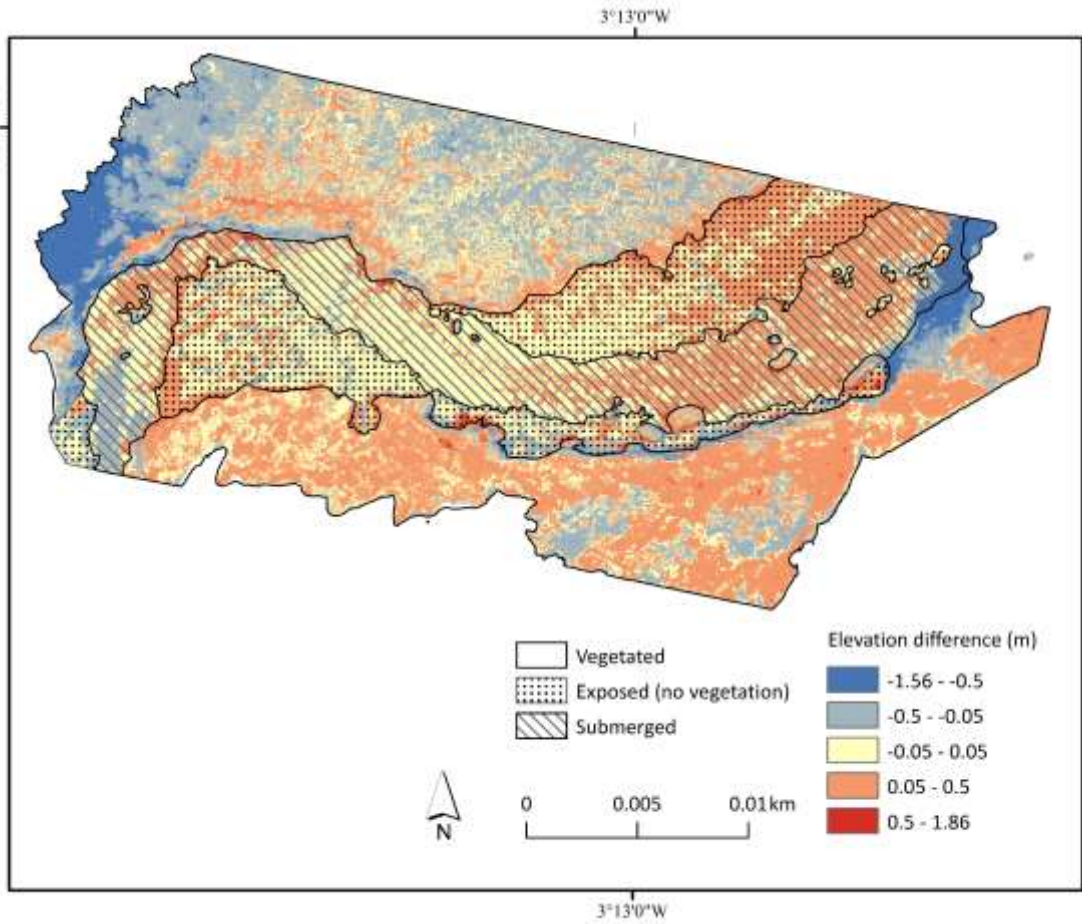 3°13'0"W
Vegetated
Exposed (no vegetation)
Submerged
Elevation difference (m)
-1.56 - -0.5
-0.5 - -0.05
-0.05 - 0.05
0.05 - 0.5
0.5 - 1.86
N
0 0.005 0.01km
3°13'0"W